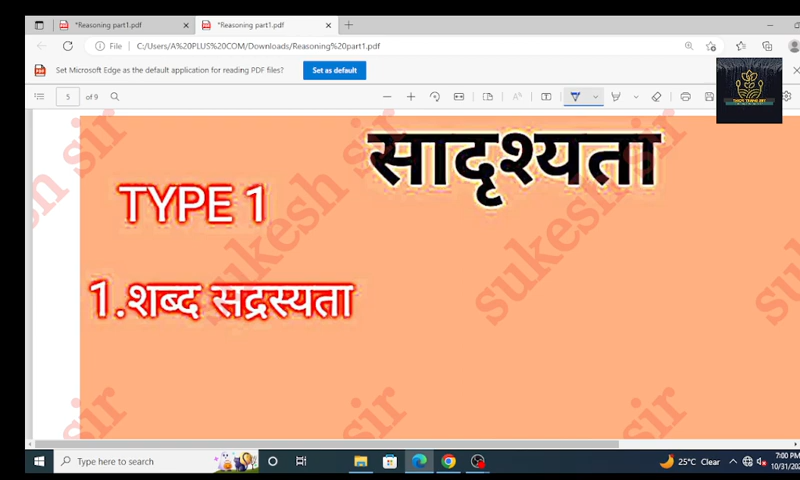 *Reasoning part1.pdf
*Reasoning part1.pdf
File
C:/Users/A%20PLUS%20COM/Downloads/Reasoning%20part1.pdf
Set Microsoft Edge as the default application for reading PDF files?
Set as default
5 of 9
सादृश्यता
TYPE 1
1.शब्द सद्रस्यता
sukesh sir
sukesh sir
Type here to search
25°C Clear
7:00 PM